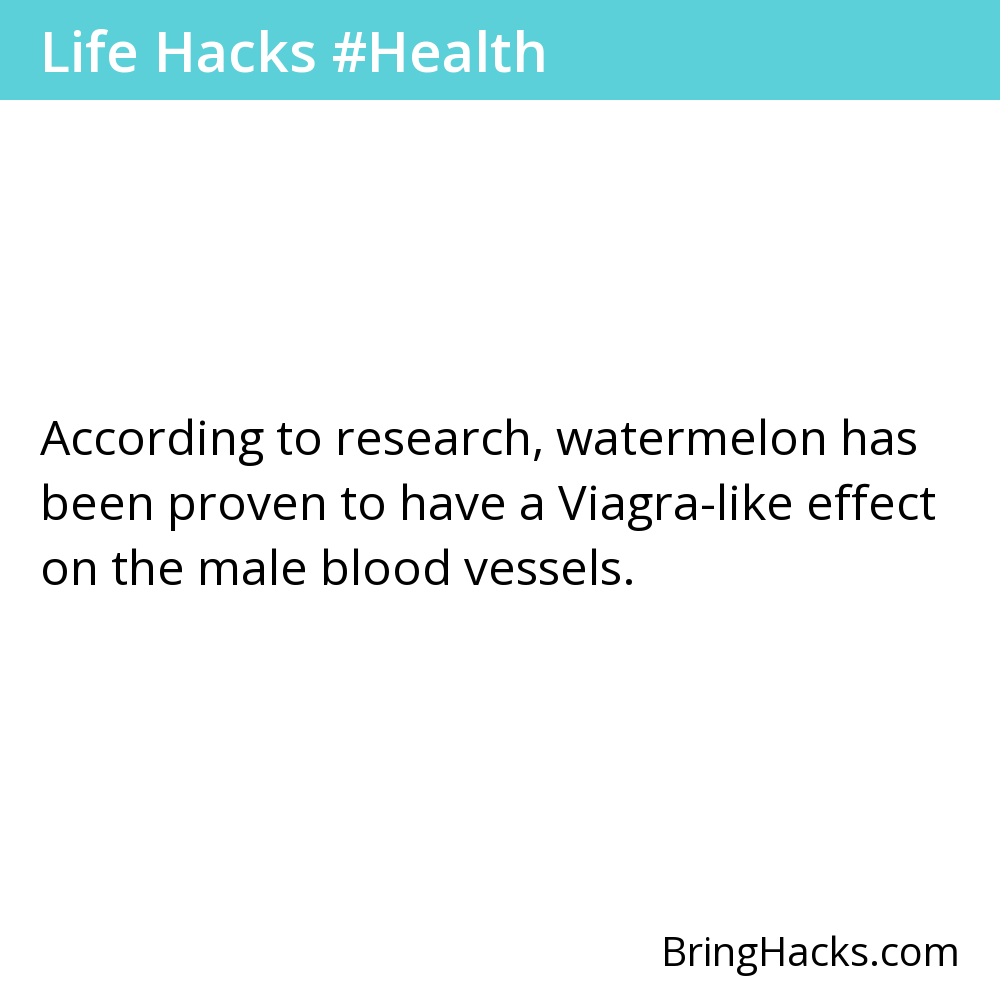 Life Hacks #Health
According to research, watermelon has
been proven to have a Viagra-like effect
on the male blood vessels.
BringHacks.com